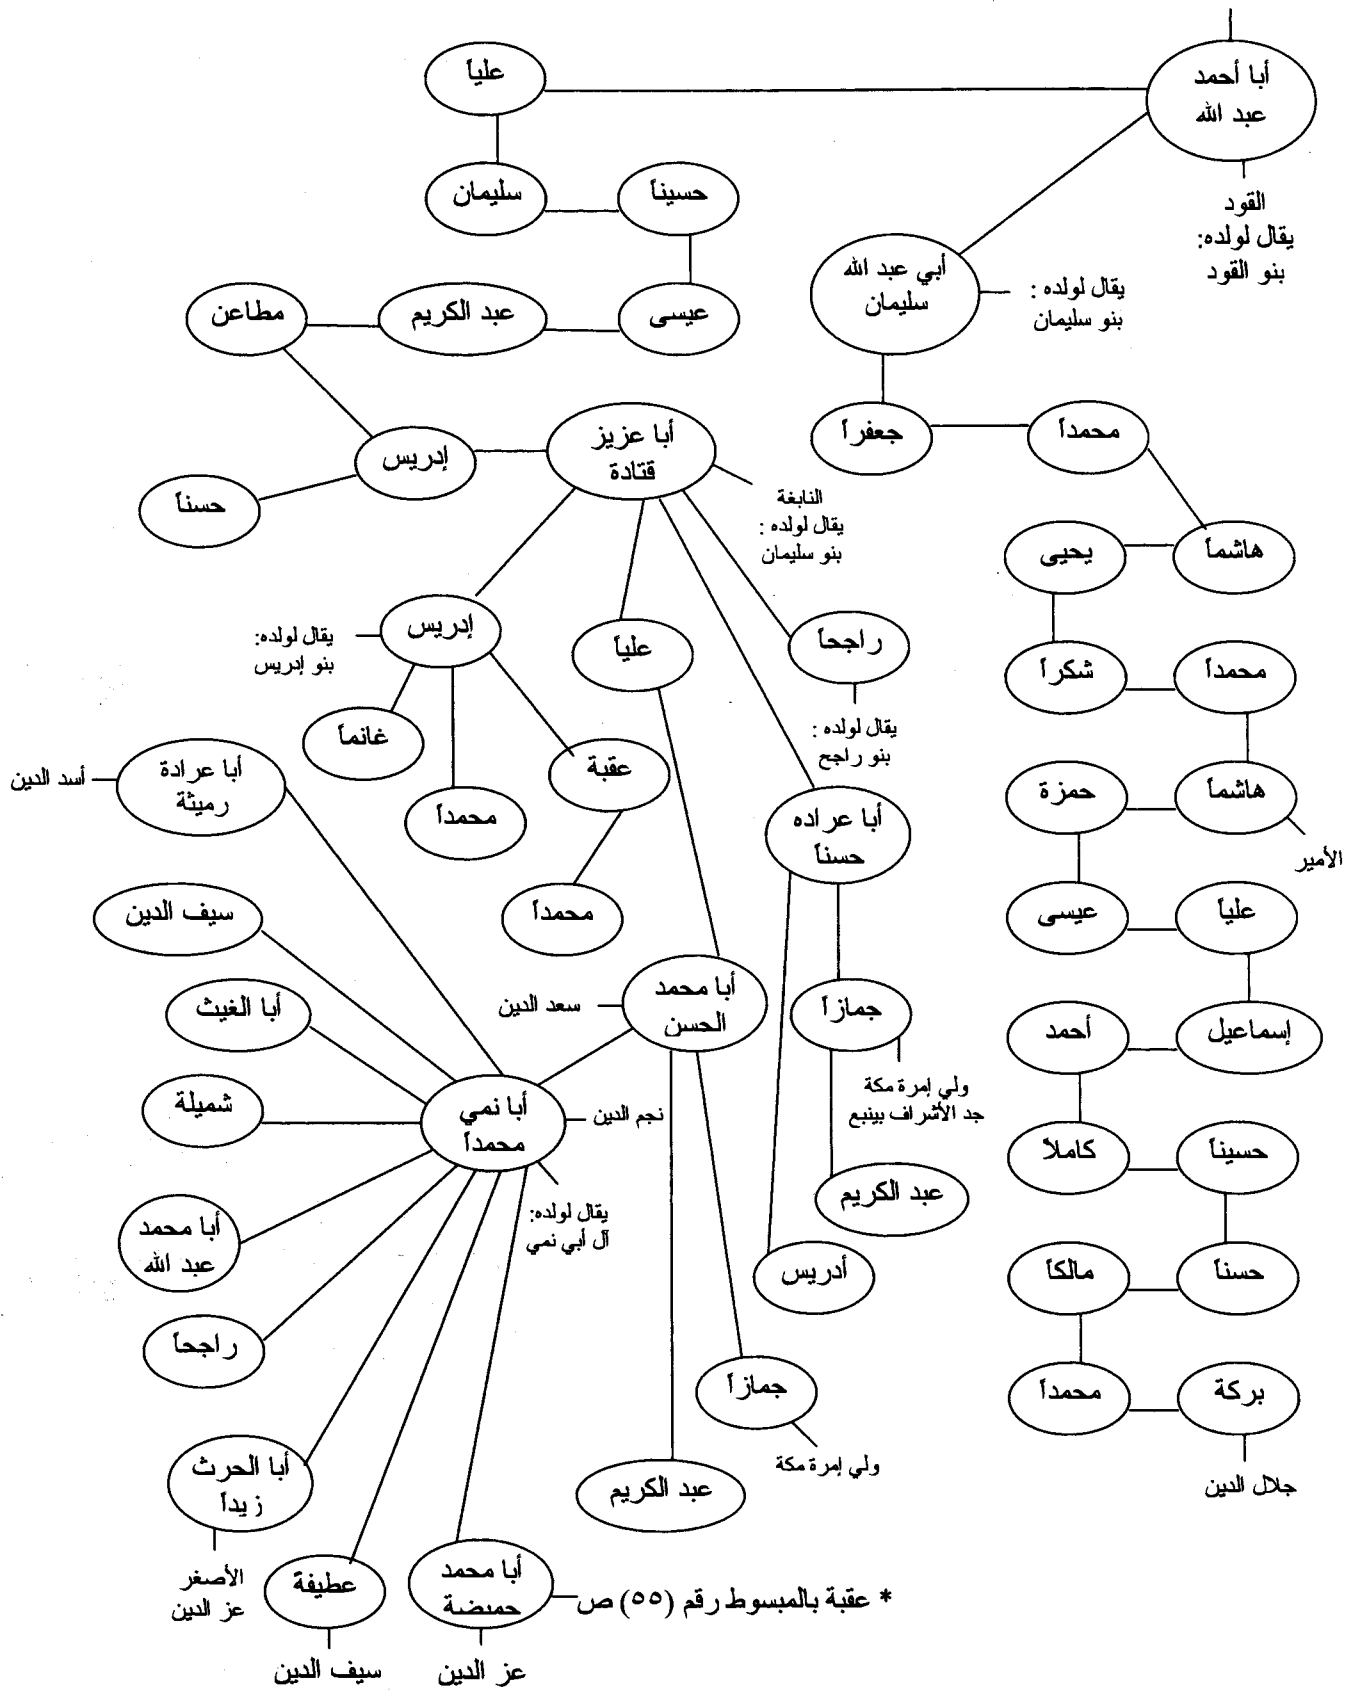 أبا أحمد
عبد الله
القود
يقال لولده:
بنو القود
علياً
سليمان
حسيناً
عيسى
عبد الكريم
مطاعن
إدريس
حسناً
أبا عزيز
قتادة
النابغة
يقال لولده :
بنو سليمان
أبي عبد الله
سليمان
يقال لولده :
بنو سليمان
جعفراً
محمداً
هاشماً
يحيى
شكراً
محمداً
هاشماً
الأمير
حمزة
عيسى
علياً
إسماعيل
أحمد
كاملاً
حسيناً
حسناً
مالكاً
محمداً
بركة
جلال الدين
راجحاً
يقال لولده :
بنو راجح
أبا عراده
حسناً
جمازاً
ولي إمرة مكة
جد الأشراف بينبع
عبد الكريم
أدريس
علياً
إدريس
يقال لولده:
بنو إدريس
غانماً
محمداً
عقبة
محمداً
أبا محمد
الحسن
سعد الدين
جمازاً
ولي إمرة مكة
عبد الكريم
أبا نمي
محمداً
نجم الدين
يقال لولده:
آل أبي نمي
أبا عرادة
رميثة
أسد الدين
سيف الدين
أبا الغيث
شميلة
أبا محمد
عبد الله
راجحاً
أبا الحرث
زيداً
الأصغر
عز الدين
عطيفة
سيف الدين
أبا محمد
حميضة
عز الدين
* عقبة بالمبسوط رقم (٥٥) ص